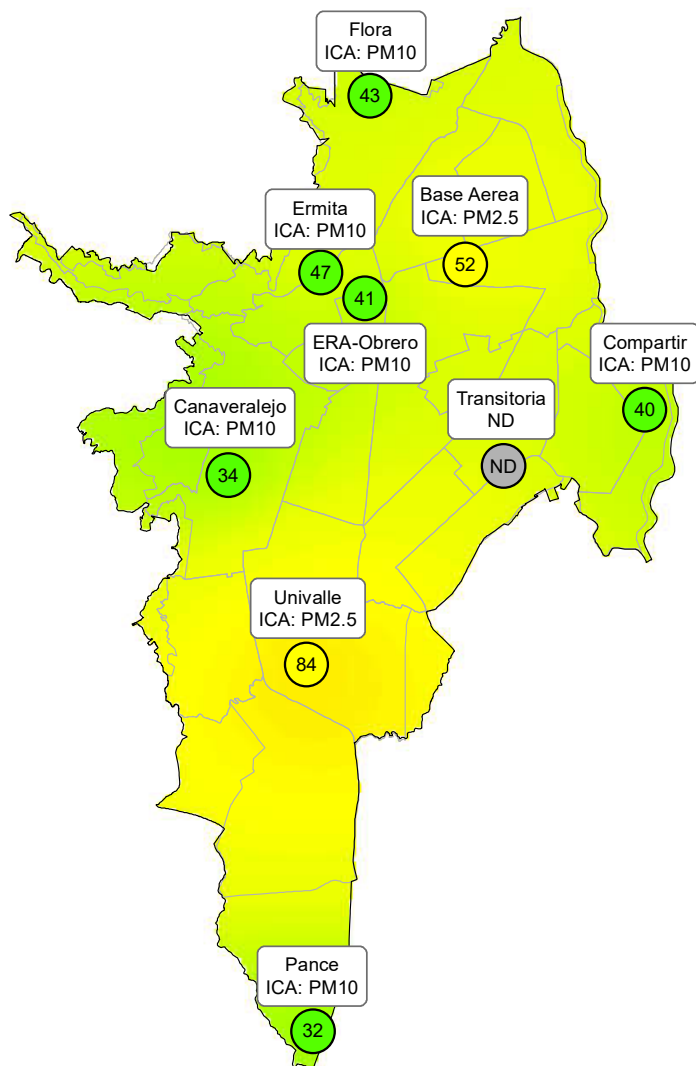 Flora
ICA: PM10
43
Ermita
ICA: PM10
47
Base Aerea
ICA: PM2.5
52
41
ERA-Obrero
ICA: PM10
Compartir
ICA: PM10
40
Canaveralejo
ICA: PM10
34
Transitoria
ND
ND
Univalle
ICA: PM2.5
84
Pance
ICA: PM10
32